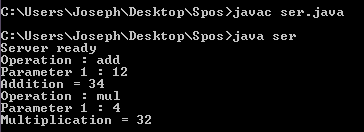 C:\Users\Joseph\Desktop\Spos>javac ser.java
C:\Users\Joseph\Desktop\Spos>java ser
Server ready
Operation : add
Parameter 1 : 12
Addition = 34
Operation : mul
Parameter 1 : 4
Multiplication = 32